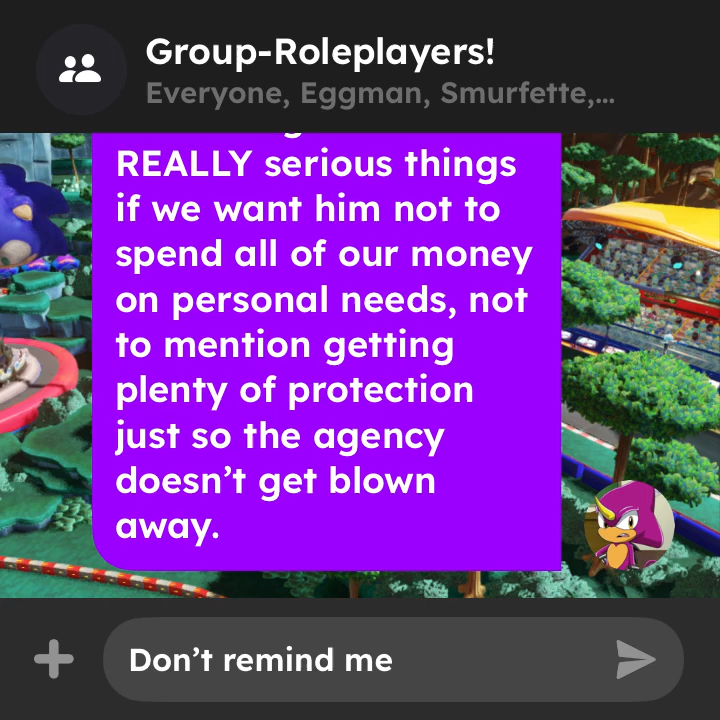 Group-Roleplayers!
Everyone, Eggman, Smurfette,...
REALLY serious things
if we want him not to
spend all of our money
on personal needs, not
to mention getting
plenty of protection
just so the agency
doesn’t get blown
away.
Don’t remind me